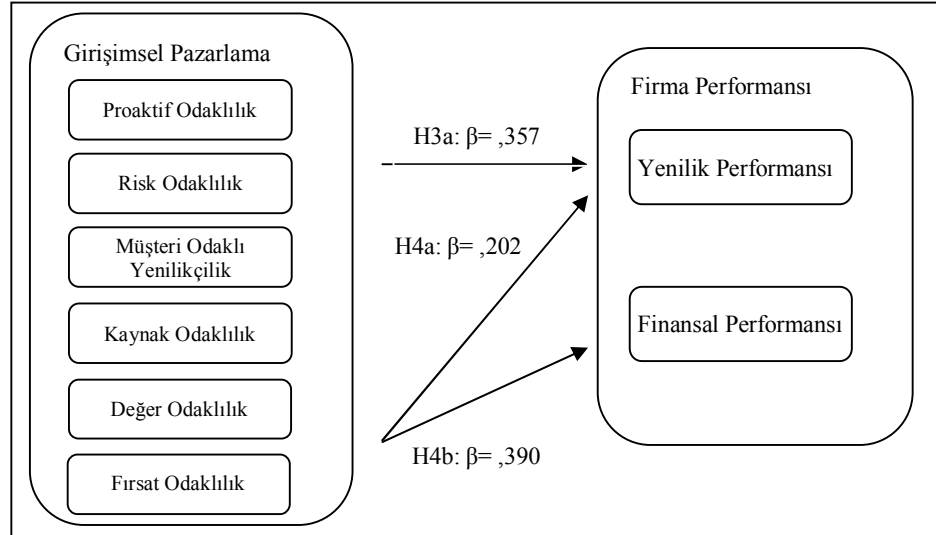 Girişimsel Pazarlama
Proaktif Odaklılık
Risk Odaklılık
Müşteri Odaklı
Yenilikçilik
Kaynak Odaklılık
Değer Odaklılık
Fırsat Odaklılık
H3a: β= ,357
H4a: β= ,202
H4b: β= ,390
Firma Performansı
Yenilik Performansı
Finansal Performansı